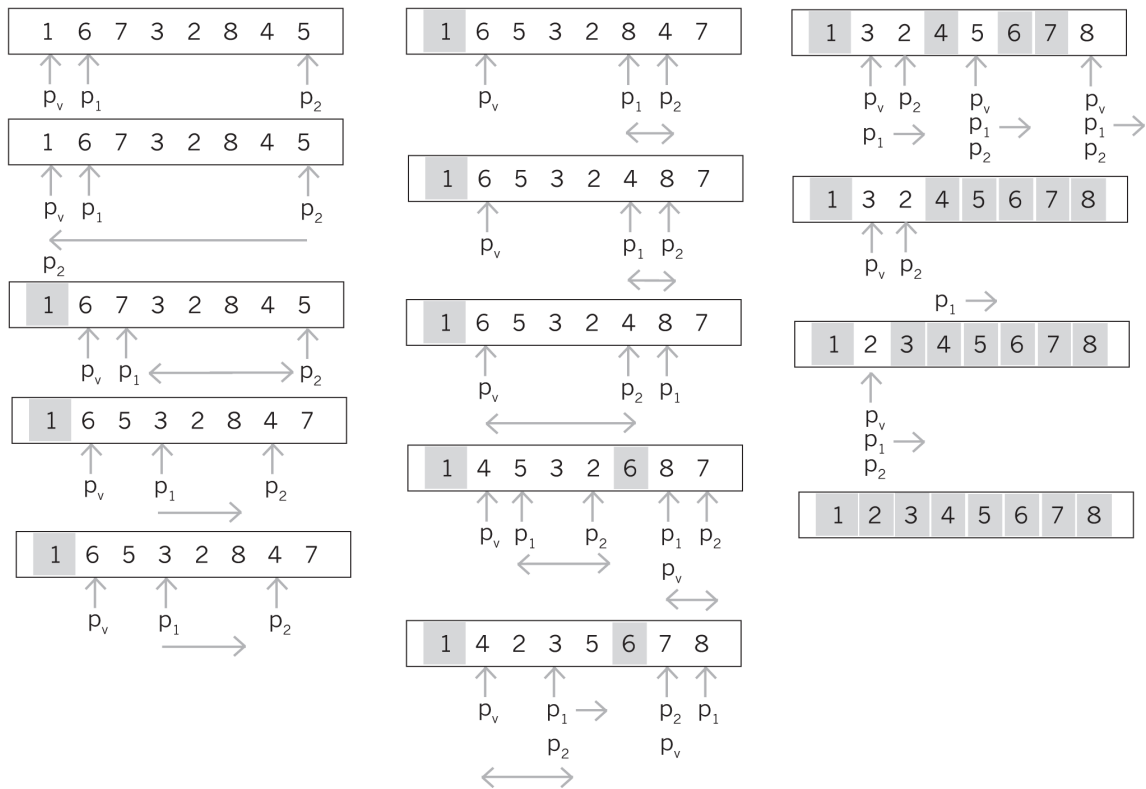 1 6 7 3 2 8 4 5
pv p1 p2
1 6 7 3 2 8 4 5
pv p1 p2
p2
1 6 7 3 2 8 4 5
pv p1 p2
1 6 5 3 2 8 4 7
pv p1 p2
1 6 5 3 2 8 4 7
pv p1 p2
1 6 5 3 2 8 4 7
pv p1 p2
1 6 5 3 2 4 8 7
pv p1 p2
1 6 5 3 2 4 8 7
pv p2 p1
1 4 5 3 2 6 8 7
pv p1 p2 p1 p2
pv
1 4 2 3 5 6 7 8
pv p1 p2 p1
p2 pv
1 3 2 4 5 6 7 8
pv p2 pv pv
p1 p1 p1
p2 p2
1 3 2 4 5 6 7 8
pv p2
p1
1 2 3 4 5 6 7 8
pv
p1
p2
1 2 3 4 5 6 7 8